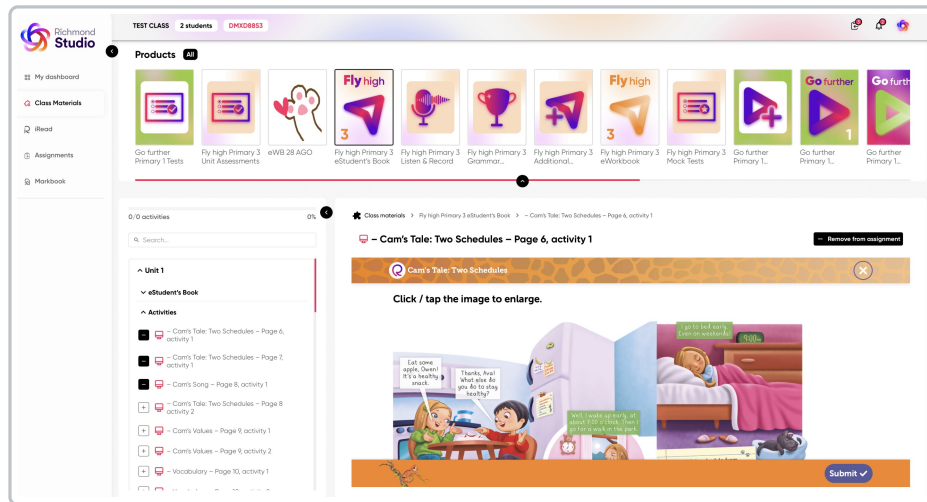 Richmond
Studio
TEST CLASS
2 students
DMXD88S3
My dashboard
Class Materials
iRead
Assignments
Markbook
Products All
Fly high
3
Fly high
3
Go further
1
Go furth
Go further
Primary 1 Tests
Fly high Primary 3
Unit Assessments
eWB 28 AGO
Fly high Primary 3
eStudent's Book
Fly high Primary 3
Listen & Record
Fly high Primary 3
Grammar...
Fly high Primary 3
Additional...
Fly high Primary 3
eWorkbook
Fly high Primary 3
Mock Tests
Go further
Primary 1...
Go further
Primary 1...
Go further
Primary 1...
0/0 activities
0%
Search...
Unit 1
eStudent's Book
Activities
– Cam's Tale: Two Schedules – Page 6,
activity 1
– Cam's Tale: Two Schedules – Page 7,
activity 1
– Cam's Song – Page 8, activity 1
– Cam's Tale: Two Schedules – Page 8
activity 2
– Cam's Values – Page 9, activity 1
– Cam's Values – Page 9, activity 2
– Vocabulary – Page 10, activity 1
Class materials > Fly high Primary 3 eStudent's Book > – Cam's Tale: Two Schedules – Page 6, activity 1
– Cam's Tale: Two Schedules – Page 6, activity 1
– Remove from assignment
Cam's Tale: Two Schedules
Click / tap the image to enlarge.
Eat some
apple, Owen!
It's a healthy
snack.
Thanks, Ava!
What else do
you do to stay
healthy?
Well, I wake up early, at
about 7:00 o'clock. Then I
go for a walk in the park.
I go to bed early.
Even on weekends!
9:00
Submit